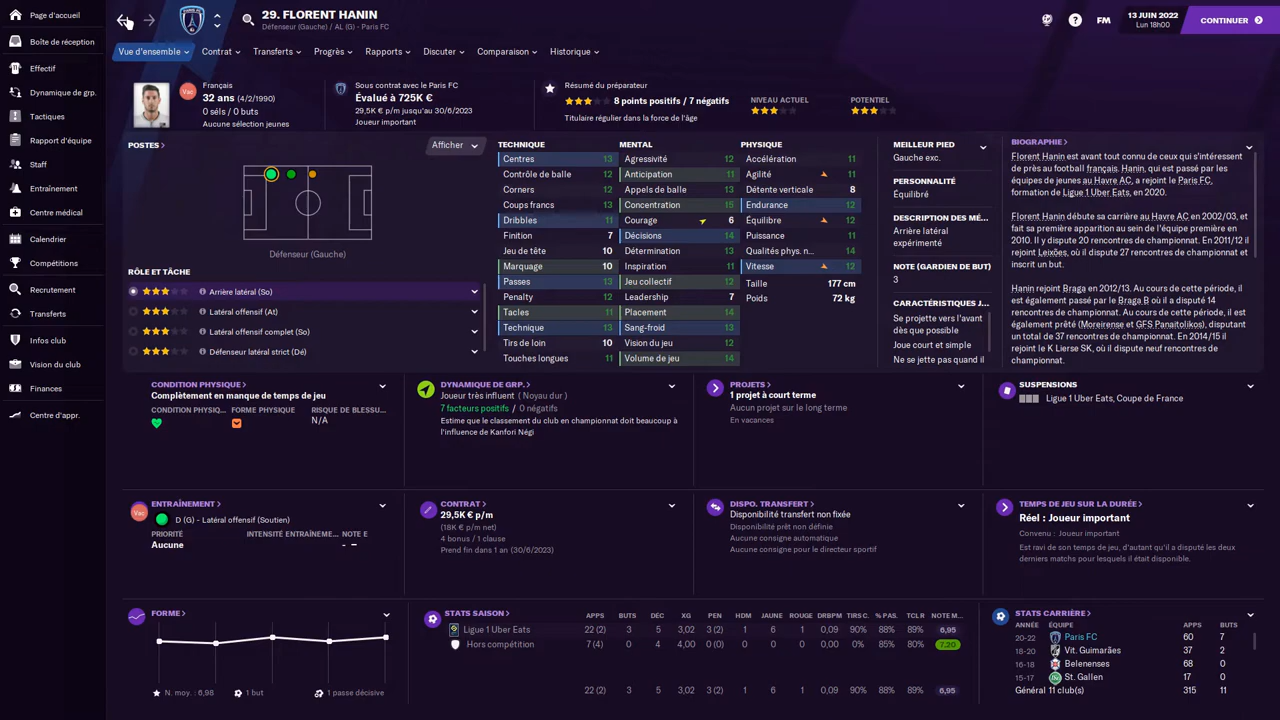 Page d'accueil
Boîte de réception
Effectif
Dynamique de grp.
Tactiques
Rapport d'équipe
Staff
Entraînement
Centre médical
Calendrier
Compétitions
Recrutement
Transferts
Infos club
Vision du club
Finances
Centre d'appr.
29. FLORENT HANIN
Défenseur (Gauche) / AL (G) - Paris FC
FM
13 JUIN 2022
Lun 18h00
CONTINUER
Vue d'ensemble
Contrat
Transferts
Progrès
Rapports
Discuter
Comparaison
Historique
Vac
Français
32 ans (4/2/1990)
0 séls / 0 buts
Aucune sélection jeunes
Sous contrat avec le Paris FC
Évalué à 725K €
29,5K € p/m jusqu'au 30/6/2023
Joueur important
Résumé du préparateur
8 points positifs / 7 négatifs
Titulaire régulier dans la force de l'âge
NIVEAU ACTUEL
POTENTIEL
POSTES >
Afficher
Défenseur (Gauche)
RÔLE ET TÂCHE
Arrière latéral (So)
Latéral offensif (At)
Latéral offensif complet (So)
Défenseur latéral strict (Dé)
TECHNIQUE
Centres 13
Contrôle de balle 12
Corners 12
Coups francs 13
Dribbles 11
Finition 7
Jeu de tête 10
Marquage 10
Passes 13
Penalty 12
Tacles 11
Technique 13
Tirs de loin 10
Touches longues 11
MENTAL
Agressivité 12
Anticipation 11
Appels de balle 13
Concentration 15
Courage 6
Décisions 14
Détermination 13
Inspiration 11
Jeu collectif 12
Leadership 7
Placement 14
Sang-froid 13
Vision du jeu 12
Volume de jeu 14
PHYSIQUE
Accélération 11
Agilité 11
Détente verticale 8
Endurance 12
Équilibre 12
Puissance 11
Qualités phys. n... 14
Vitesse 12
Taille 177 cm
Poids 72 kg
MEILLEUR PIED
Gauche exc.
PERSONNALITÉ
Équilibré
DESCRIPTION DES MÉ...
Arrière latéral
expérimenté
NOTE (GARDIEN DE BUT)
3
CARACTÉRISTIQUES J...
Se projette vers l'avant
dès que possible
Joue court et simple
Ne se jette pas quand il
BIOGRAPHIE >
Florent Hanin est avant tout connu de ceux qui s'intéressent
de près au football français. Hanin, qui est passé par les
équipes de jeunes au Havre AC, a rejoint le Paris FC,
formation de Ligue 1 Uber Eats, en 2020.
Florent Hanin débute sa carrière au Havre AC en 2002/03, et
fait sa première apparition au sein de l'équipe première en
2010. Il y dispute 20 rencontres de championnat. En 2011/12 il
rejoint Leixões, où il dispute 27 rencontres de championnat et
inscrit un but.
Hanin rejoint Braga en 2012/13. Au cours de cette période, il
est également passé par le Braga B où il a disputé 14
rencontres de championnat. Au cours de cette période, il est
également prêté (Moreirense et GFS Panaitolikos), disputant
un total de 37 rencontres de championnat. En 2014/15 il
rejoint le K Lierse SK, où il dispute neuf rencontres de
championnat.
CONDITION PHYSIQUE >
Complètement en manque de temps de jeu
CONDITION PHYSIQ...
FORME PHYSIQUE
RISQUE DE BLESSU...
N/A
DYNAMIQUE DE GRP. >
Joueur très influent ( Noyau dur )
7 facteurs positifs / 0 négatifs
Estime que le classement du club en championnat doit beaucoup à
l'influence de Kanfori Négi
PROJETS >
1 projet à court terme
Aucun projet sur le long terme
En vacances
SUSPENSIONS
Ligue 1 Uber Eats, Coupe de France
ENTRAÎNEMENT >
Vac
D (G) - Latéral offensif (Soutien)
PRIORITÉ
Aucune
INTENSITÉ ENTRAÎNEME...
NOTE E
- -
CONTRAT >
29,5K € p/m
(18K € p/m net)
4 bonus / 1 clause
Prend fin dans 1 an (30/6/2023)
DISPO. TRANSFERT >
Disponibilité transfert non fixée
Disponibilité prêt non définie
Aucune consigne automatique
Aucune consigne pour le directeur sportif
TEMPS DE JEU SUR LA DURÉE >
Réel : Joueur important
Convenu : Joueur important
Est ravi de son temps de jeu, d'autant qu'il a disputé les deux
derniers matchs pour lesquels il était disponible.
FORME >
N. moy. : 6,98
1 but
1 passe décisive
STATS SAISON >
APPS BUTS DÉC XG PEN HDM JAUNE ROUGE DRBPM TIRS C... % PAS. TCL R NOTE M...
Ligue 1 Uber Eats 22 (2) 3 5 3,02 3 (2) 1 6 1 0,09 90% 88% 89% 6,95
Hors compétition 7 (4) 0 4 4,00 0 (0) 0 0 0 0,00 0% 85% 80% 7,20
22 (2) 3 5 3,02 3 (2) 1 6 1 0,09 90% 88% 89% 6,95
STATS CARRIÈRE >
ANNÉE ÉQUIPE APPS BUTS
20-22 Paris FC 60 7
18-20 Vit. Guimarães 37 2
16-18 Belenenses 68 0
15-17 St. Gallen 17 0
Général 11 club(s) 315 11